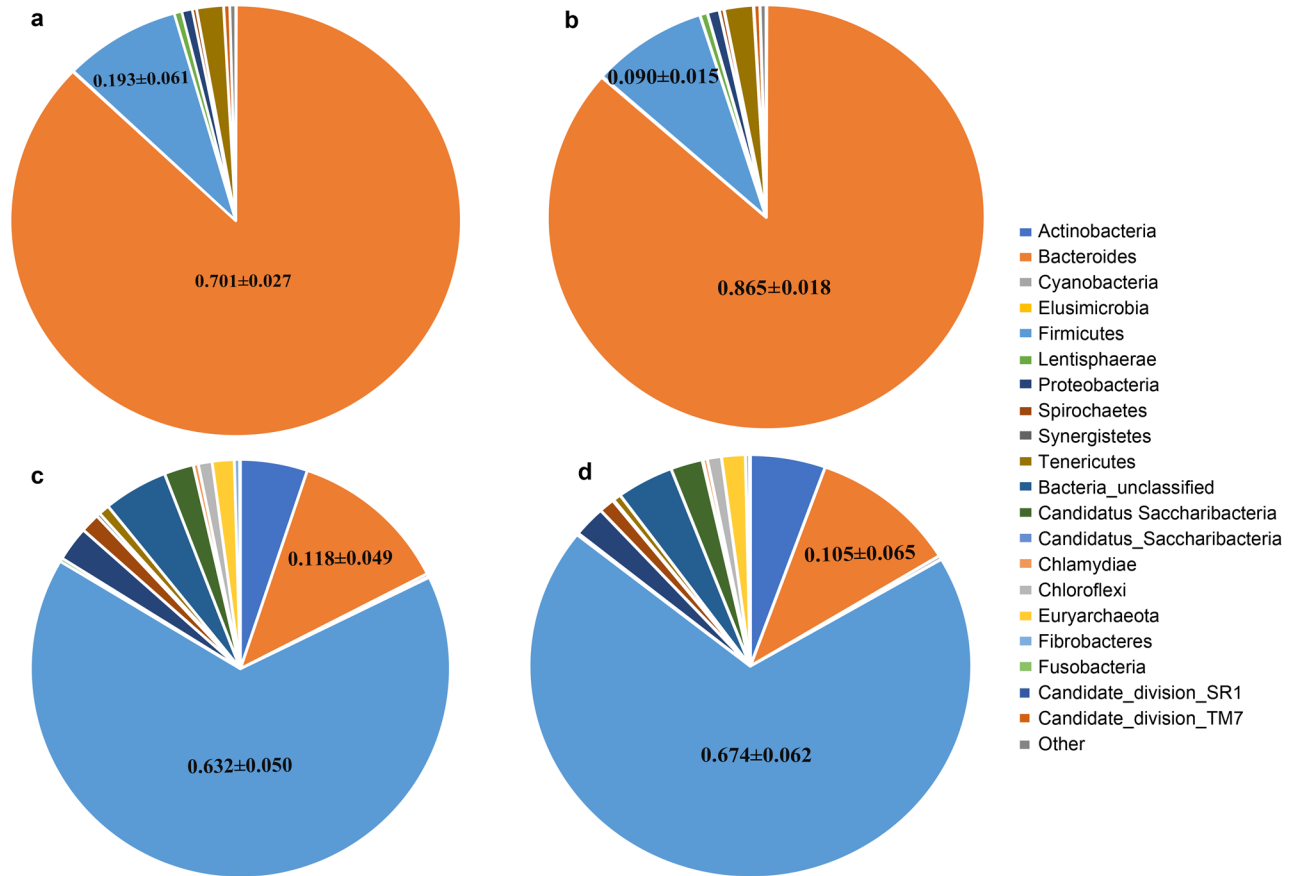 a
0.193±0.061
0.701±0.027
b
0.090±0.015
0.865±0.018
c
0.118±0.049
0.632±0.050
d
0.105±0.065
0.674±0.062
Actinobacteria
Bacteroides
Cyanobacteria
Elusimicrobia
Firmicutes
Lentisphaerae
Proteobacteria
Spirochaetes
Synergistetes
Tenericutes
Bacteria_unclassified
Candidatus Saccharibacteria
Candidatus_Saccharibacteria
Chlamydiae
Chloroflexi
Euryarchaeota
Fibrobacteres
Fusobacteria
Candidate_division_SR1
Candidate_division_TM7
Other